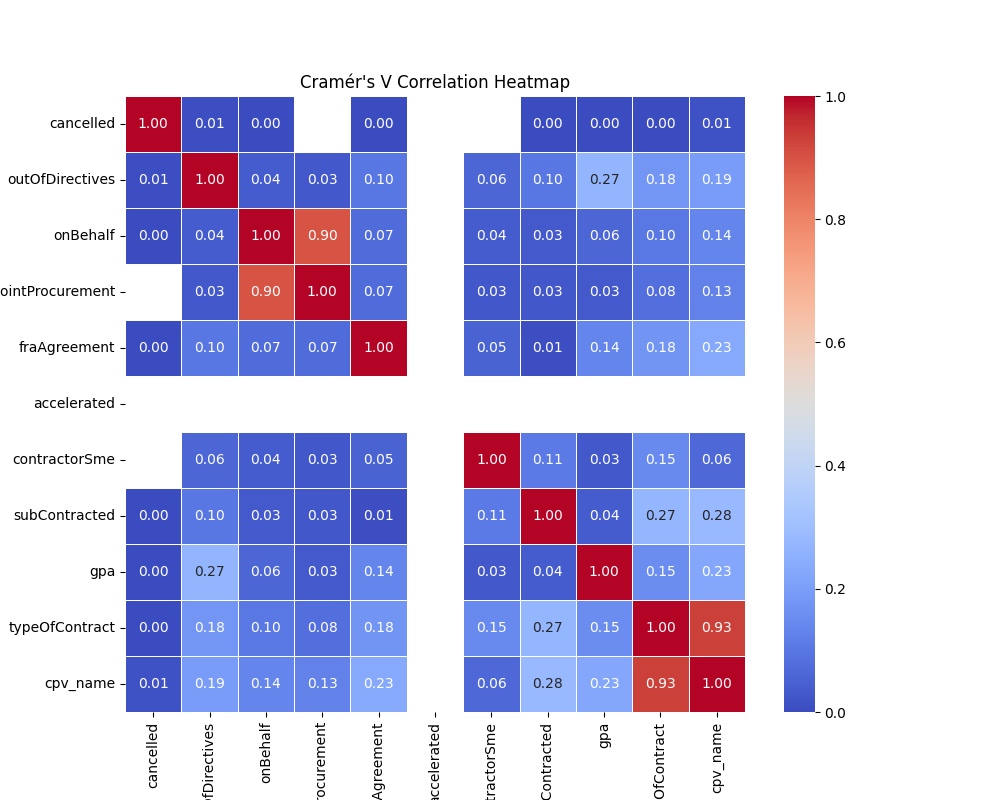 Cramér's V Correlation Heatmap
cancelled 1.00 0.01 0.00 0.00 0.00 0.00 0.00 0.01
outOfDirectives 0.01 1.00 0.04 0.03 0.10 0.06 0.10 0.27 0.18 0.19
onBehalf 0.00 0.04 1.00 0.90 0.07 0.04 0.03 0.06 0.10 0.14
ointProcurement 0.03 0.90 1.00 0.07 0.03 0.03 0.03 0.08 0.13
fraAgreement 0.00 0.10 0.07 0.07 1.00 0.05 0.01 0.14 0.18 0.23
accelerated
contractorSme 0.06 0.04 0.03 0.05 1.00 0.11 0.03 0.15 0.06
subContracted 0.00 0.10 0.03 0.03 0.01 0.11 1.00 0.04 0.27 0.28
gpa 0.00 0.27 0.06 0.03 0.14 0.03 0.04 1.00 0.15 0.23
typeOfContract 0.00 0.18 0.10 0.08 0.18 0.15 0.27 0.15 1.00 0.93
cpv_name 0.01 0.19 0.14 0.13 0.23 0.06 0.28 0.23 0.93 1.00
cancelled
fDirectives
onBehalf
rocurement
Agreement
ccelerated
tractorSme
Contracted
gpa
OfContract
cpv_name
1.0
0.8
0.6
0.4
0.2
0.0